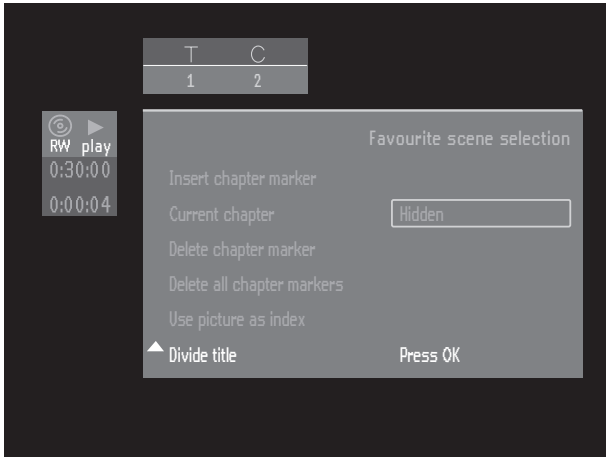 T C
1 2
RW play
0:30:00
0:00:04
Favourite scene selection
Insert chapter marker
Current chapter Hidden
Delete chapter marker
Delete all chapter markers
Use picture as index
Divide title Press OK